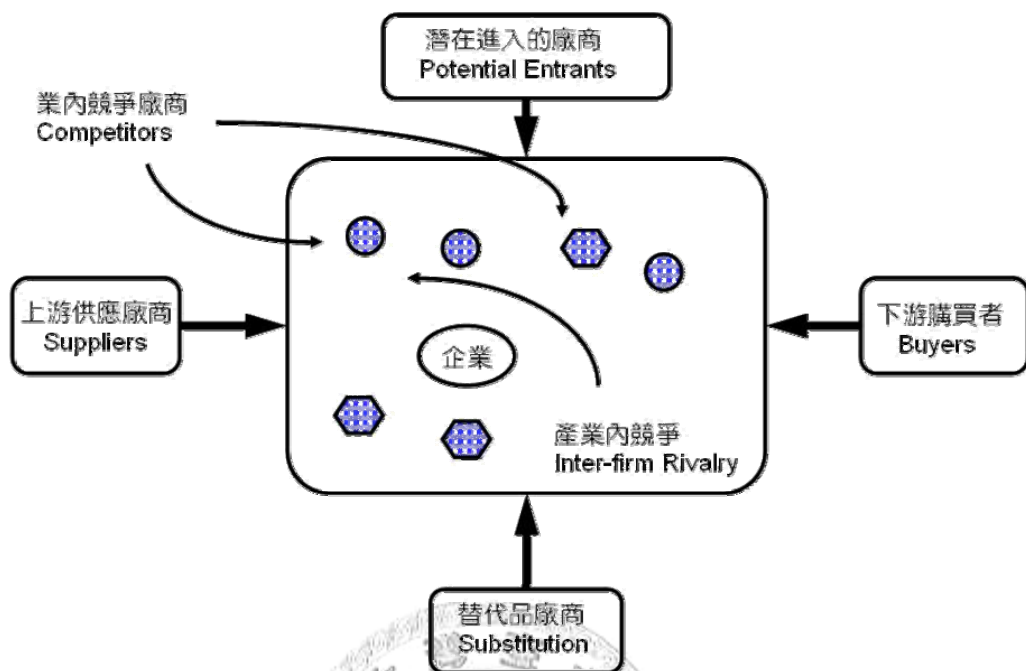 潛在進入的廠商
Potential Entrants
業內競爭廠商
Competitors
上游供應廠商
Suppliers
下游購買者
Buyers
企業
產業內競爭
Inter-firm Rivalry
替代品廠商
Substitution